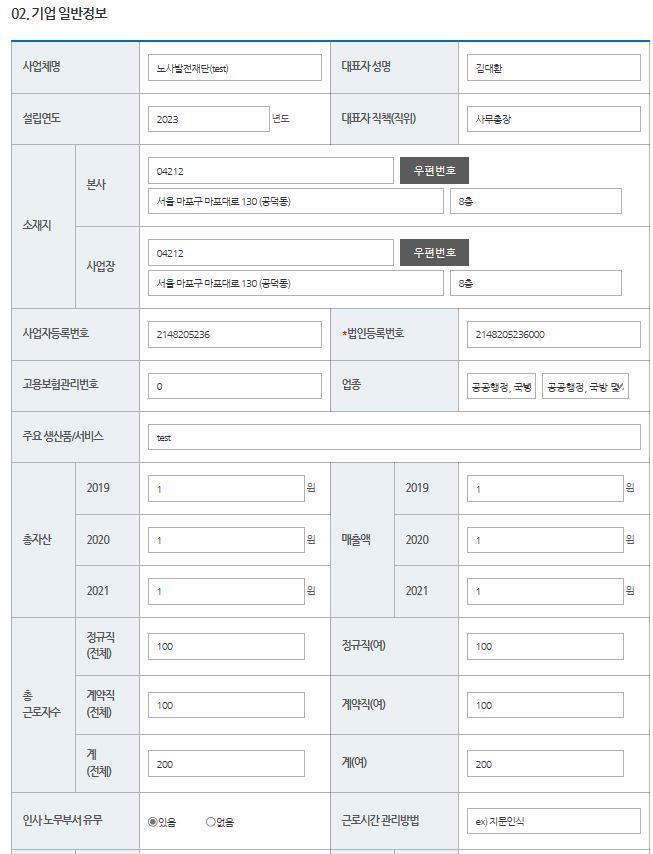 02. 기업 일반정보
사업체명 노사발전재단(test) 대표자 성명 김대환
설립연도 2023 년도 대표자 직책(직위) 사무총장
소재지 본사 04212 우편번호
서울 마포구 마포대로 130 (공덕동) 8층
사업장 04212 우편번호
서울 마포구 마포대로 130 (공덕동) 8층
사업자등록번호 2148205236 *법인등록번호 2148205236000
고용보험관리번호 0 업종 공공행정, 국방 공공행정, 국방 및
주요 생산품/서비스 test
총자산 2019 1 원 매출액 2019 1 원
2020 1 원 2020 1 원
2021 1 원 2021 1 원
총
근로자수
정규직
(전체) 100 정규직(여) 100
계약직
(전체) 100 계약직(여) 100
계
(전체) 200 계(여) 200
인사 노무부서 유무 있음 없음 근로시간 관리방법 ex) 지문인식